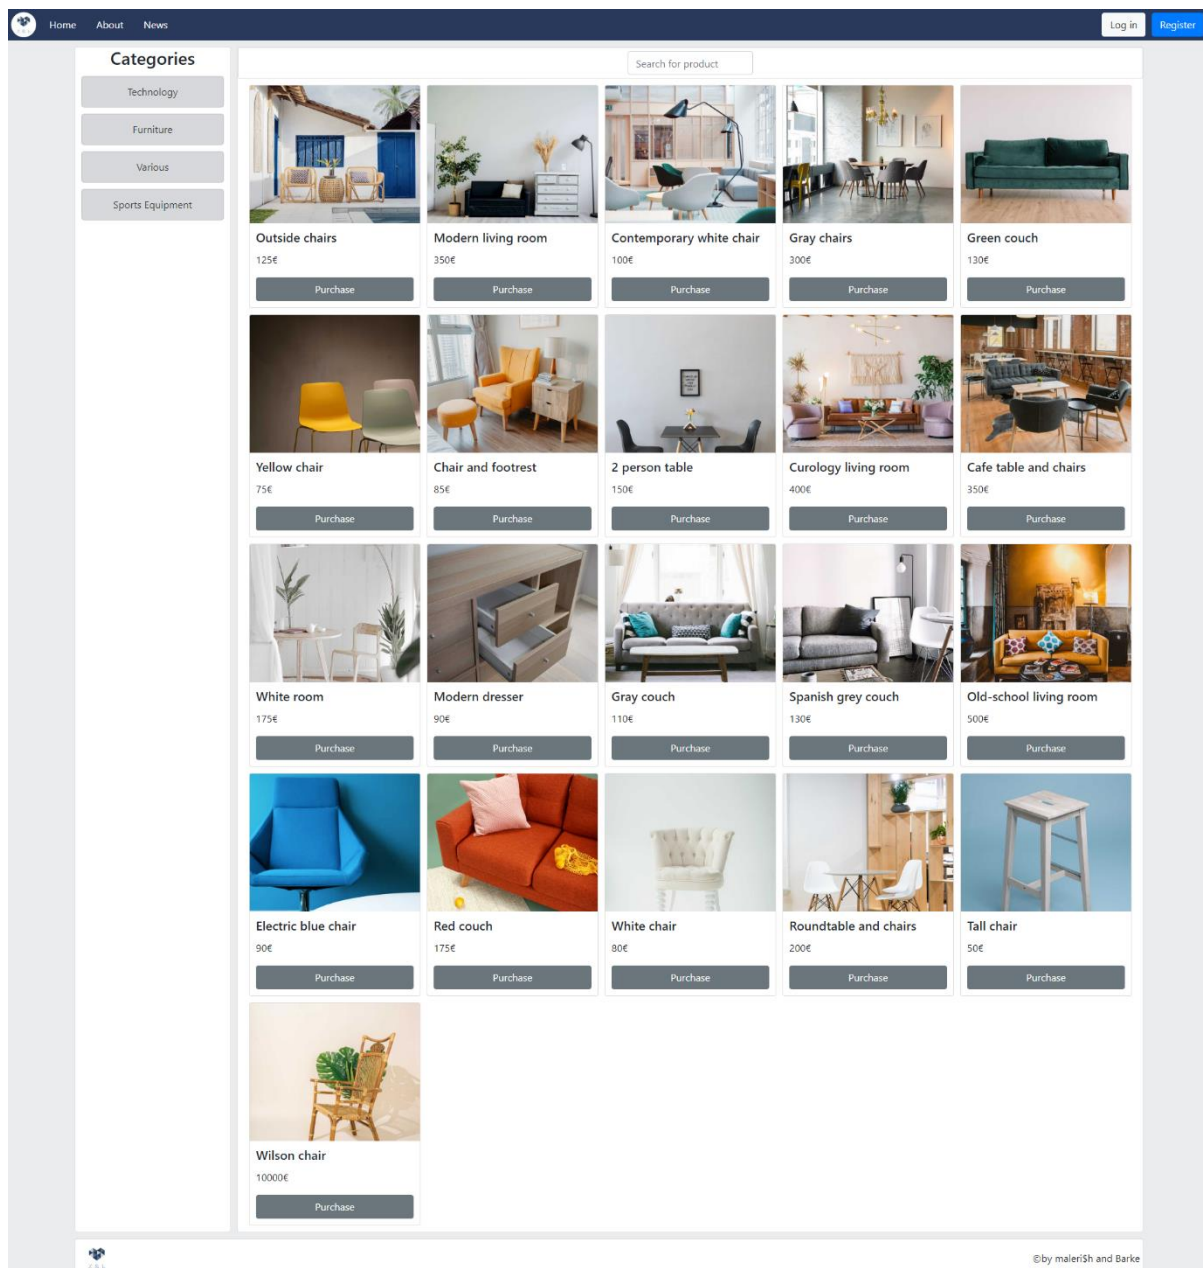 Home About News Log in Register
Categories
Technology
Furniture
Various
Sports Equipment
Search for product
Outside chairs
125€
Purchase
Modern living room
350€
Purchase
Contemporary white chair
100€
Purchase
Gray chairs
300€
Purchase
Green couch
130€
Purchase
Yellow chair
75€
Purchase
Chair and footrest
85€
Purchase
2 person table
150€
Purchase
Curology living room
400€
Purchase
Cafe table and chairs
350€
Purchase
White room
175€
Purchase
Modern dresser
90€
Purchase
Gray couch
110€
Purchase
Spanish grey couch
130€
Purchase
Old-school living room
500€
Purchase
Electric blue chair
90€
Purchase
Red couch
175€
Purchase
White chair
80€
Purchase
Roundtable and chairs
200€
Purchase
Tall chair
50€
Purchase
Wilson chair
10000€
Purchase
©by maleri$h and Barke